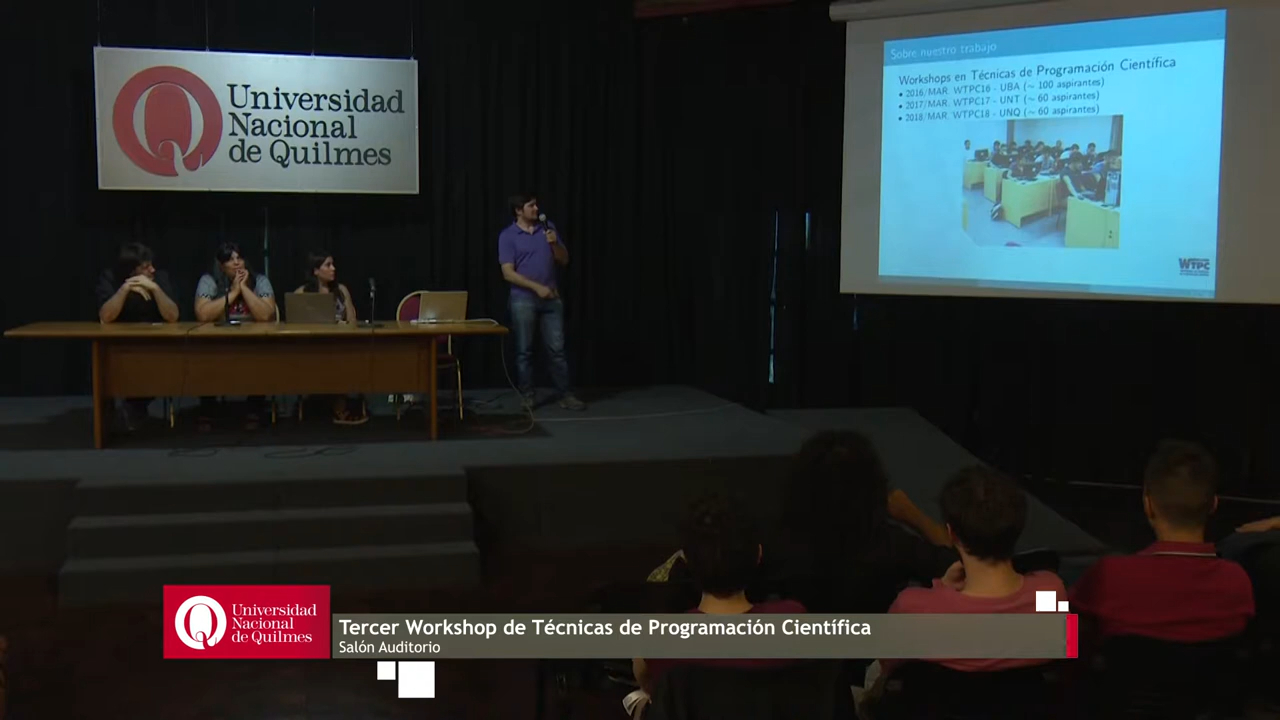 Universidad
Nacional
de Quilmes
Sobre nuestro trabajo
Workshops en Técnicas de Programación Científica
• 2016/MAR. WTPC16 - UBA (~ 100 aspirantes)
• 2017/MAR. WTPC17 - UNT (~ 60 aspirantes)
• 2018/MAR. WTPC18 - UNQ (~ 60 aspirantes)
WTPC
Universidad
Nacional
de Quilmes
Tercer Workshop de Técnicas de Programación Científica
Salón Auditorio